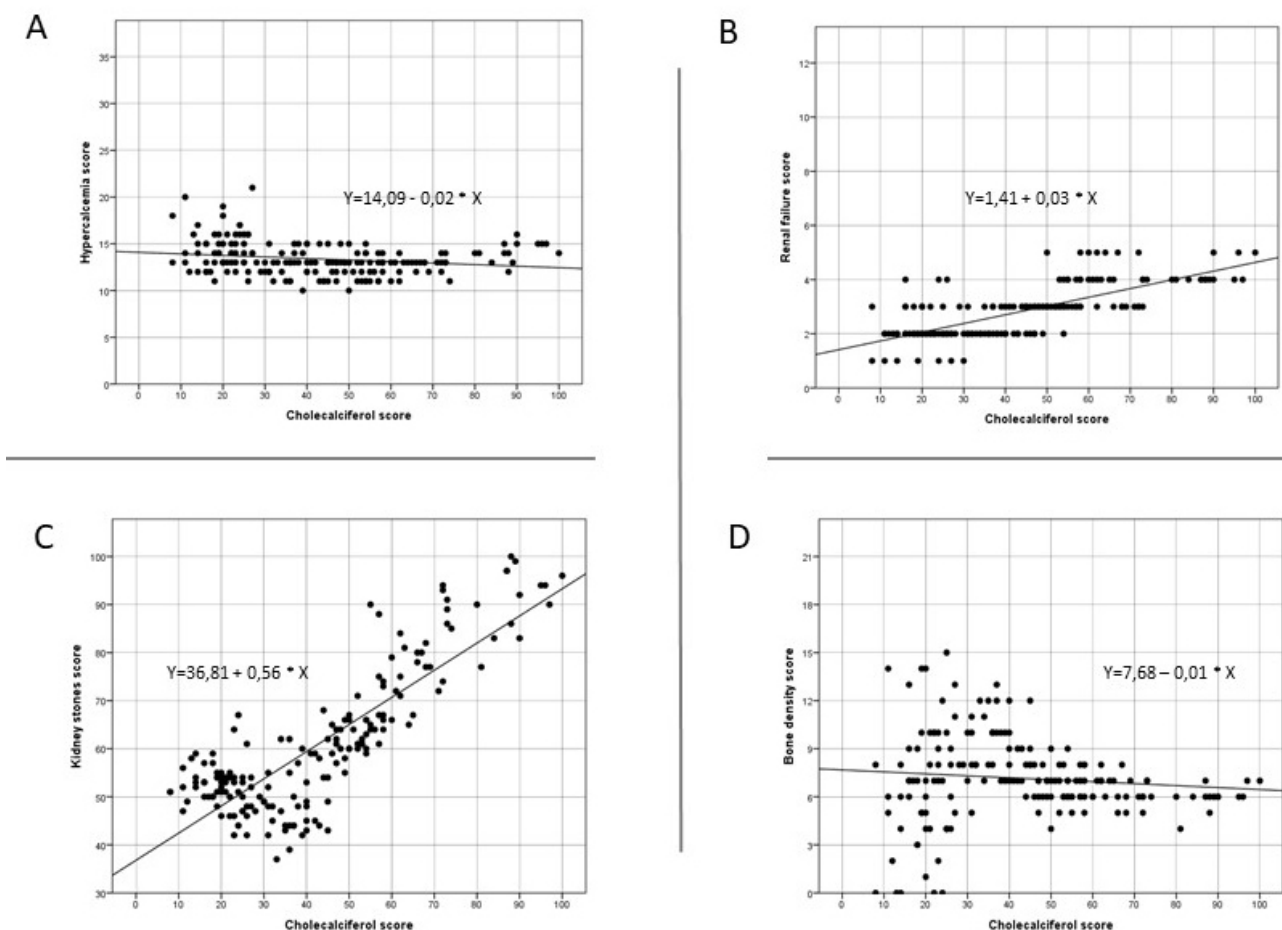 A
35
30
25
20
15
10
5
0
Hypercalcemia score
Y=14,09 - 0,02 * X
0 10 20 30 40 50 60 70 80 90 100
Cholecalciferol score
B
12
10
8
6
4
2
0
Renal failure score
Y=1,41 + 0,03 * X
0 10 20 30 40 50 60 70 80 90 100
Cholecalciferol score
C
100
90
80
70
60
50
40
30
Kidney stones score
Y=36,81 + 0,56 * X
0 10 20 30 40 50 60 70 80 90 100
Cholecalciferol score
D
21
18
15
12
9
6
3
0
Bone density score
Y=7,68 – 0,01 * X
0 10 20 30 40 50 60 70 80 90 100
Cholecalciferol score